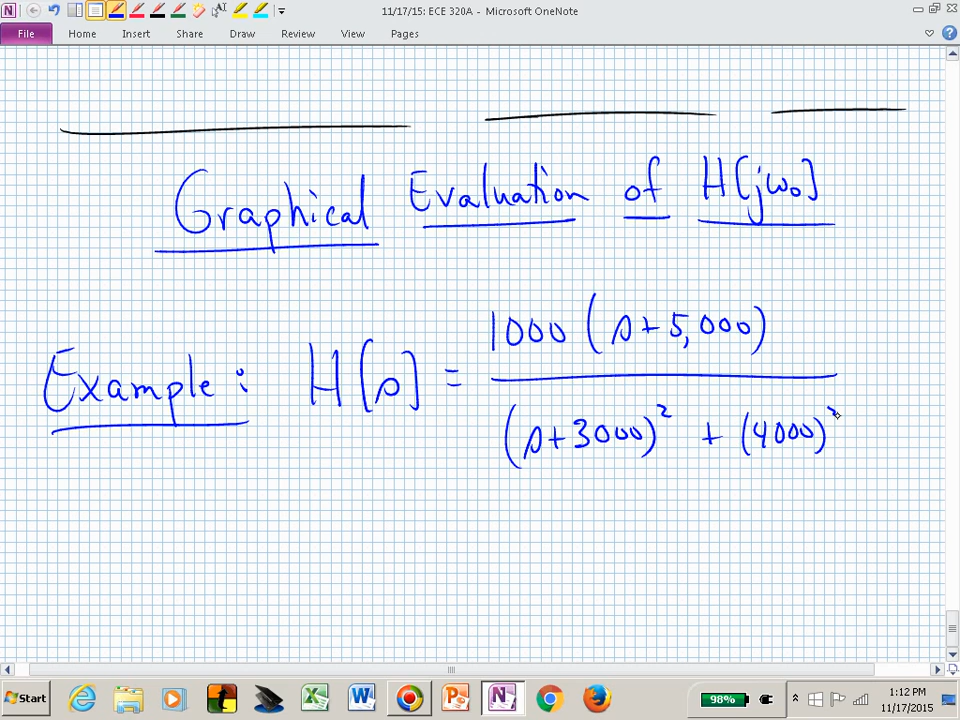 11/17/15: ECE 320A - Microsoft OneNote
File Home Insert Share Draw Review View Pages
Graphical Evaluation of H[jω₀]
Example: H[s] = 1000 (s+5,000)
(s+3000)² + (4000)²
Start
98%
1:12 PM
11/17/2015